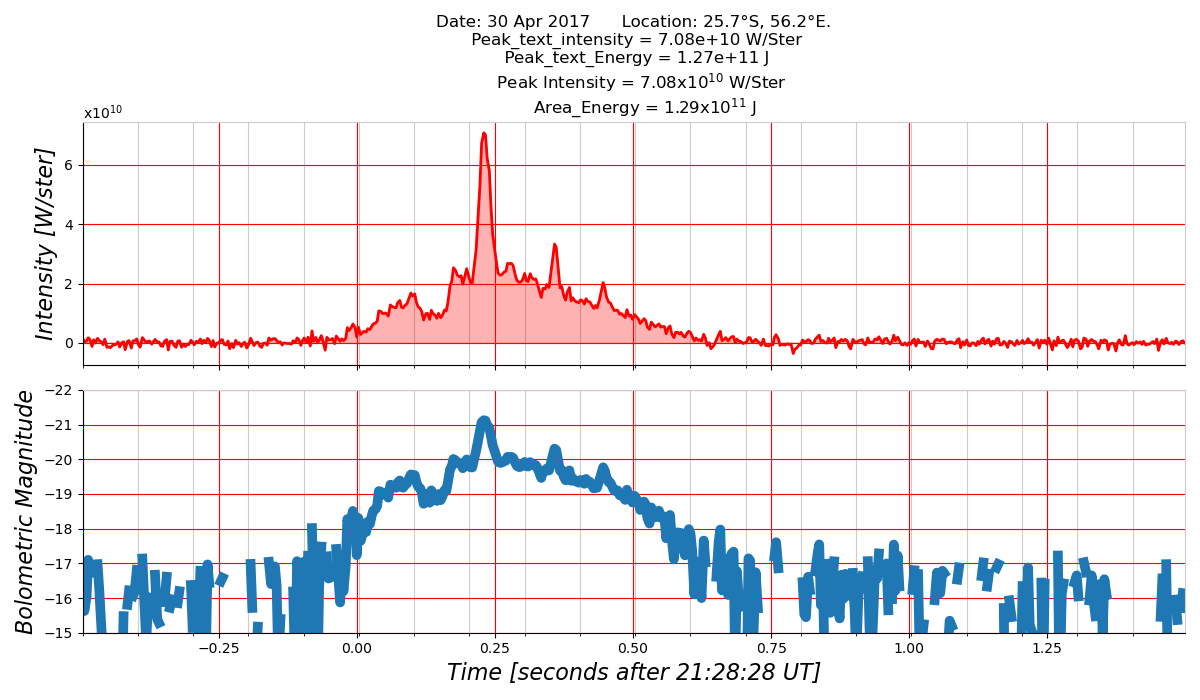 Date: 30 Apr 2017      Location: 25.7°S, 56.2°E.
Peak_text_intensity = 7.08e+10 W/Ster
Peak_text_Energy = 1.27e+11 J
Peak Intensity = 7.08x10¹⁰ W/Ster
Area_Energy = 1.29x10¹¹ J
x10¹⁰
Intensity [W/ster]
6
4
2
0
Bolometric Magnitude
−22
−21
−20
−19
−18
−17
−16
−15
−0.25 0.00 0.25 0.50 0.75 1.00 1.25
Time [seconds after 21:28:28 UT]